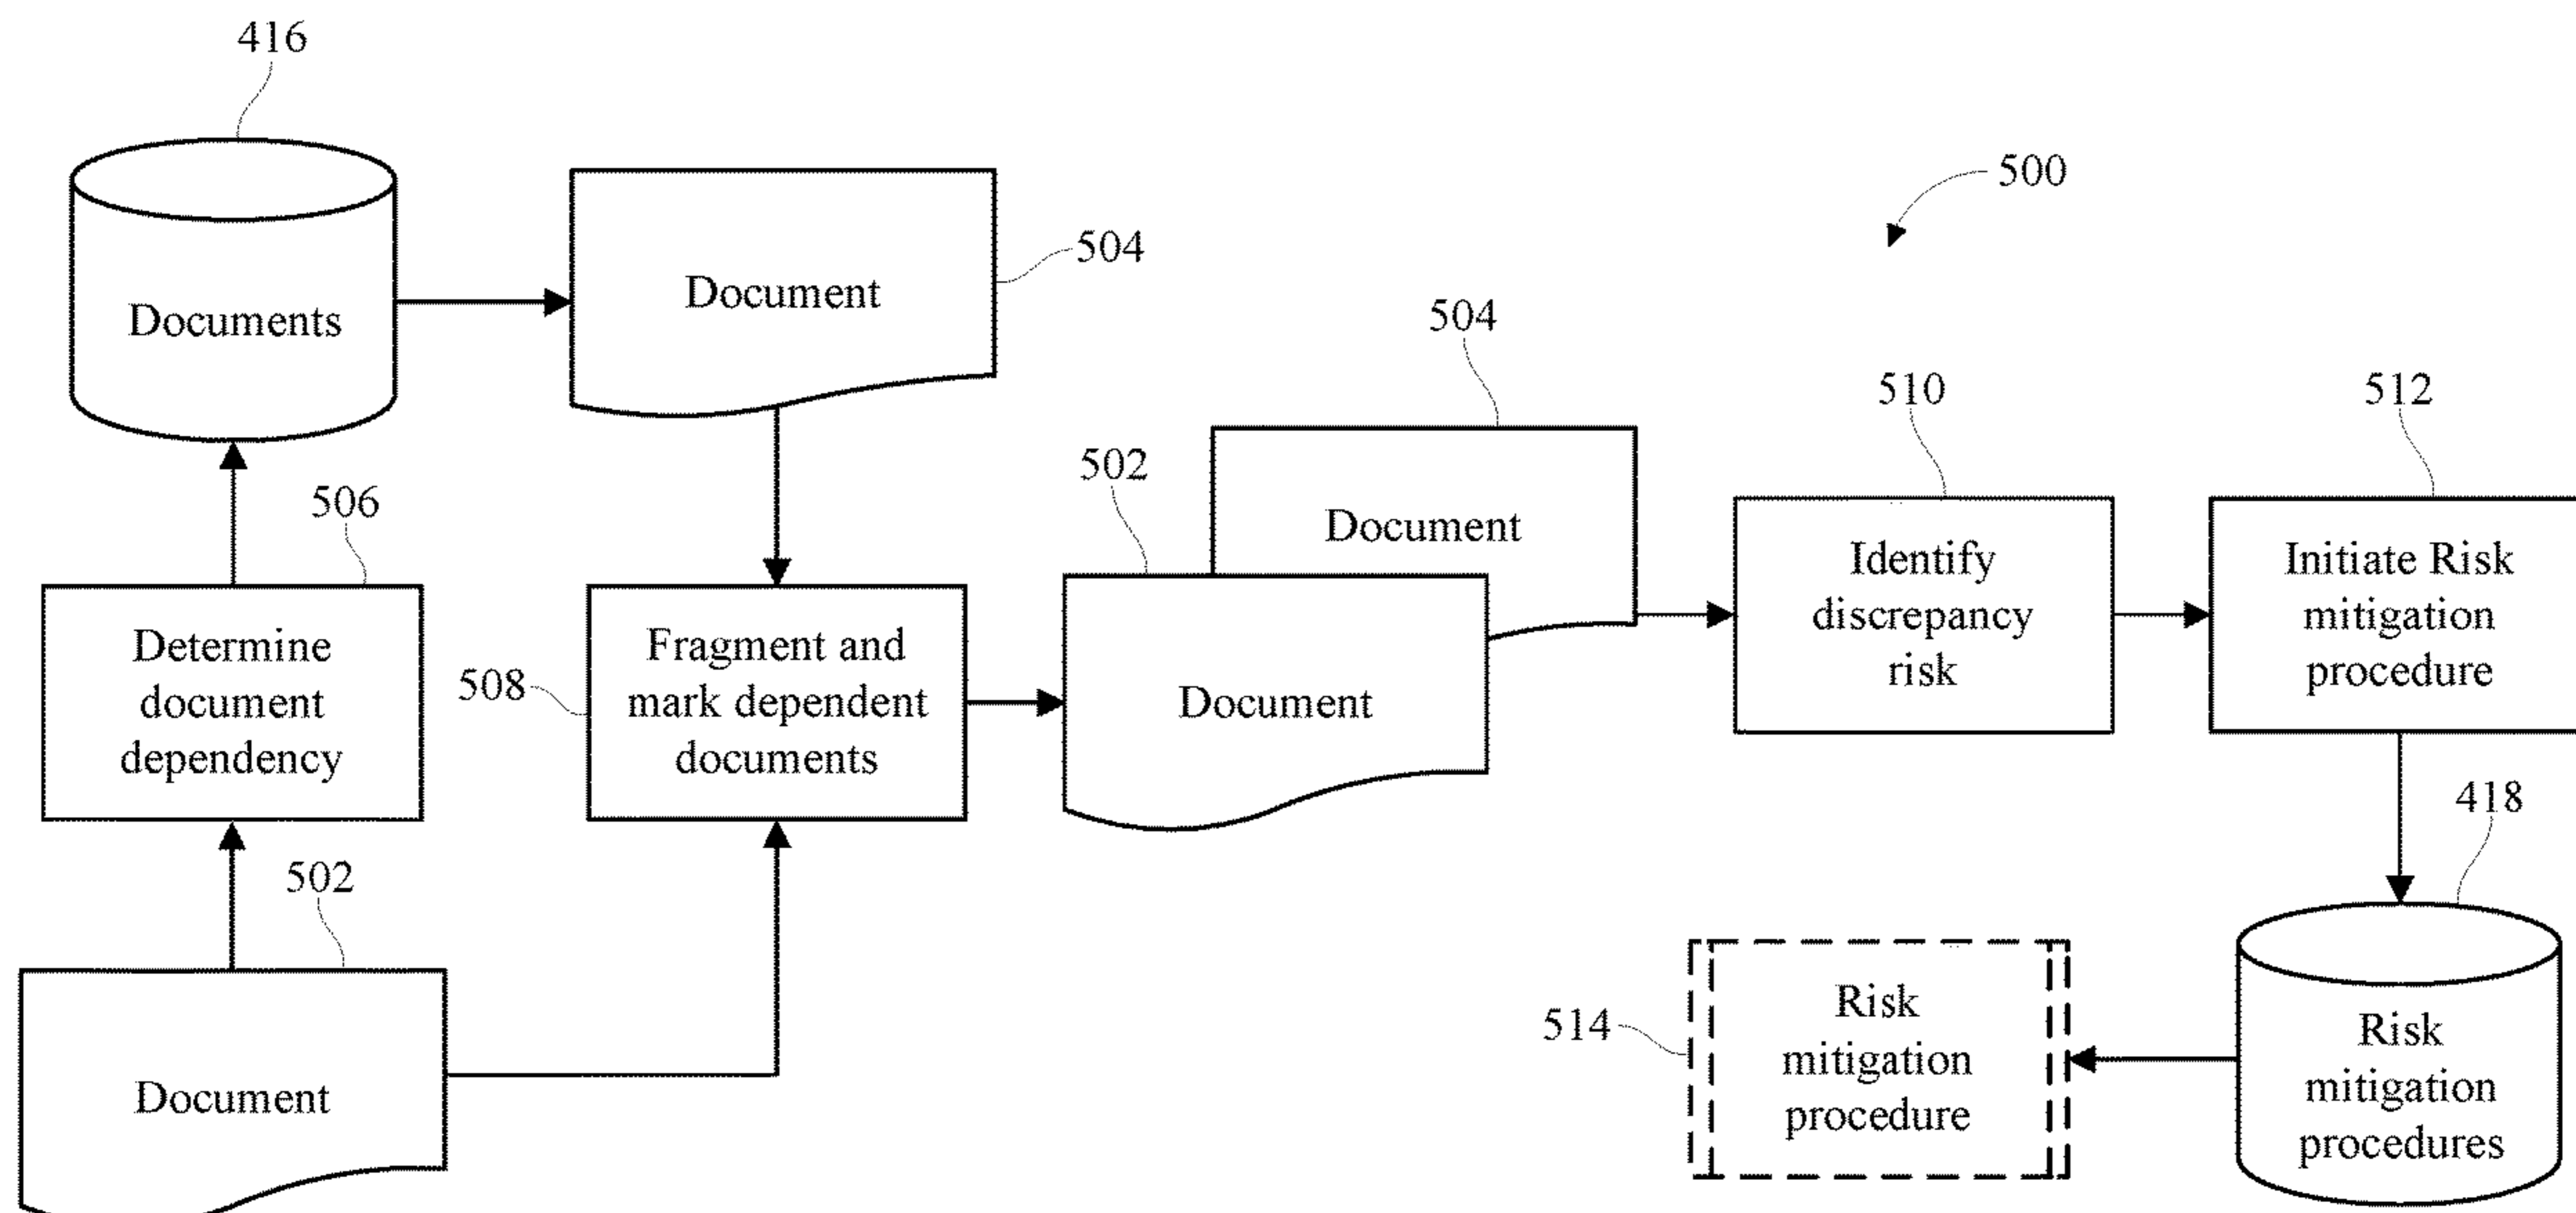 416
500
504
Document
Documents
504
510
512
502
506
Document
Identify
discrepancy
risk
Initiate Risk
mitigation
procedure
Determine
document
dependency
508
Fragment and
mark dependent
documents
Document
418
502
514
Risk
mitigation
procedure
Risk
mitigation
procedures
Document